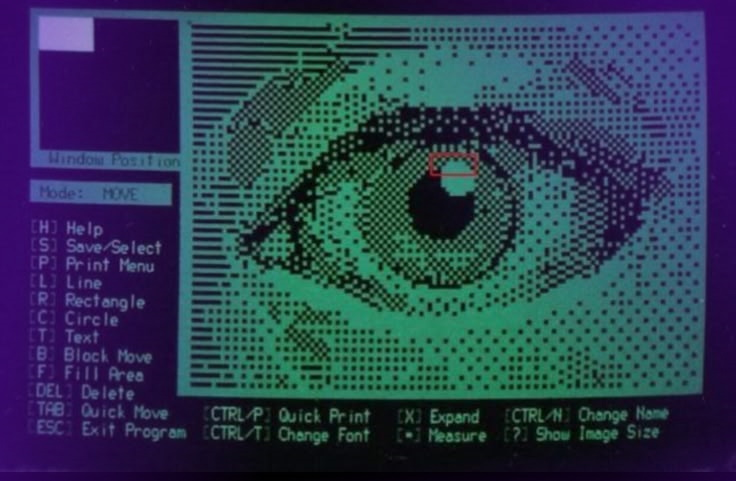 Window Position
Mode: MOVE
[H] Help
[S] Save/Select
[P] Print Menu
[L] Line
[R] Rectangle
[C] Circle
[T] Text
[B] Block Move
[F] Fill Area
[DEL] Delete
[TAB] Quick Move
[ESC] Exit Program
[CTRL/P] Quick Print
[X] Expand
[CTRL/N] Change Name
[CTRL/T] Change Font
[=] Measure
[?] Show Image Size